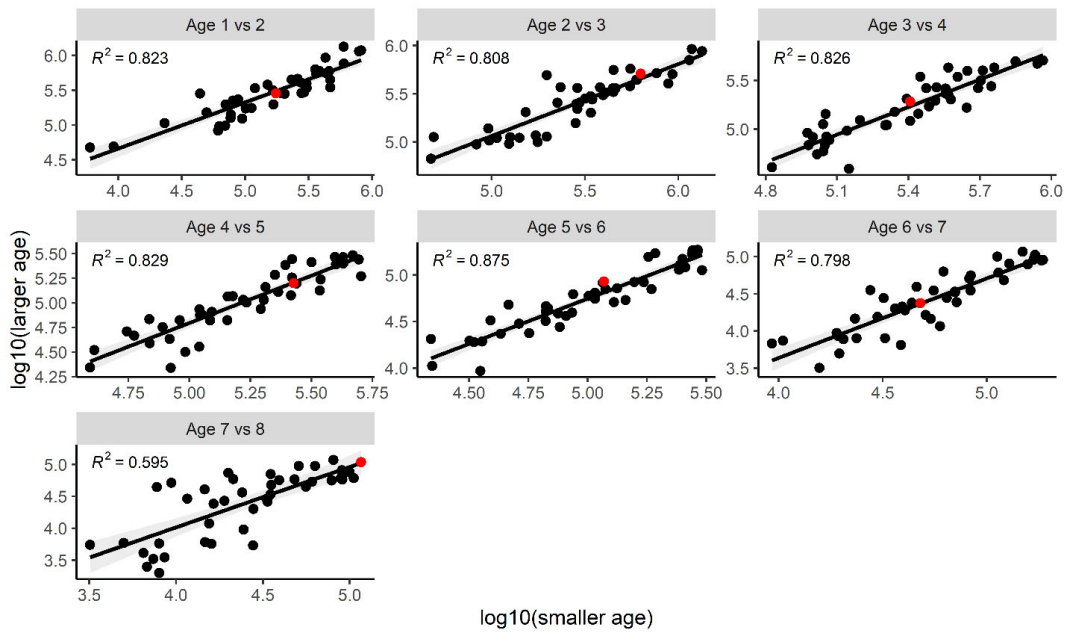 Age 1 vs 2
Age 2 vs 3
Age 3 vs 4
R² = 0.823
R² = 0.808
R² = 0.826
6.0
5.5
5.0
4.5
6.0
5.5
5.0
5.5
5.0
4.0 4.5 5.0 5.5 6.0
5.0 5.5 6.0
4.8 5.1 5.4 5.7 6.0
Age 4 vs 5
Age 5 vs 6
Age 6 vs 7
R² = 0.829
R² = 0.875
R² = 0.798
5.50
5.25
5.00
4.75
4.50
4.25
5.0
4.5
4.0
5.0
4.5
4.0
3.5
4.75 5.00 5.25 5.50 5.75
4.50 4.75 5.00 5.25 5.50
4.0 4.5 5.0
Age 7 vs 8
R² = 0.595
5.0
4.5
4.0
3.5
3.5 4.0 4.5 5.0
log10(larger age)
log10(smaller age)